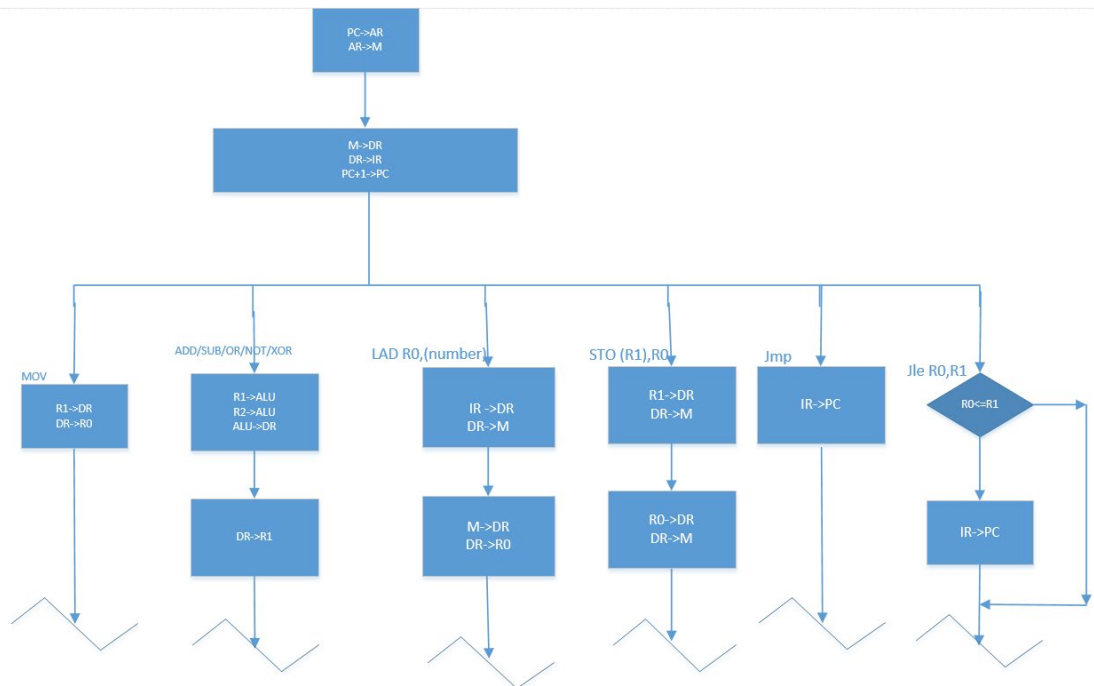 PC->AR
AR->M
M->DR
DR->IR
PC+1->PC
MOV
R1->DR
DR->R0
ADD/SUB/OR/NOT/XOR
R1->ALU
R2->ALU
ALU->DR
DR->R1
LAD R0,(number)
IR ->DR
DR->M
M->DR
DR->R0
STO (R1),R0
R1->DR
DR->M
R0->DR
DR->M
Jmp
IR->PC
Jle R0,R1
R0<=R1
IR->PC